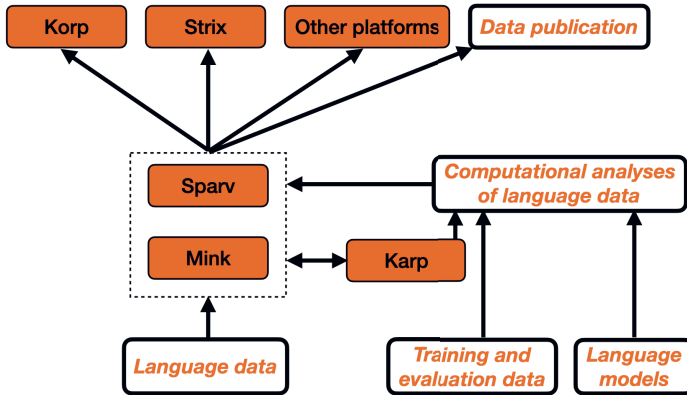 Korp
Strix
Other platforms
Data publication
Sparv
Computational analyses
of language data
Mink
Karp
Language data
Training and
evaluation data
Language
models